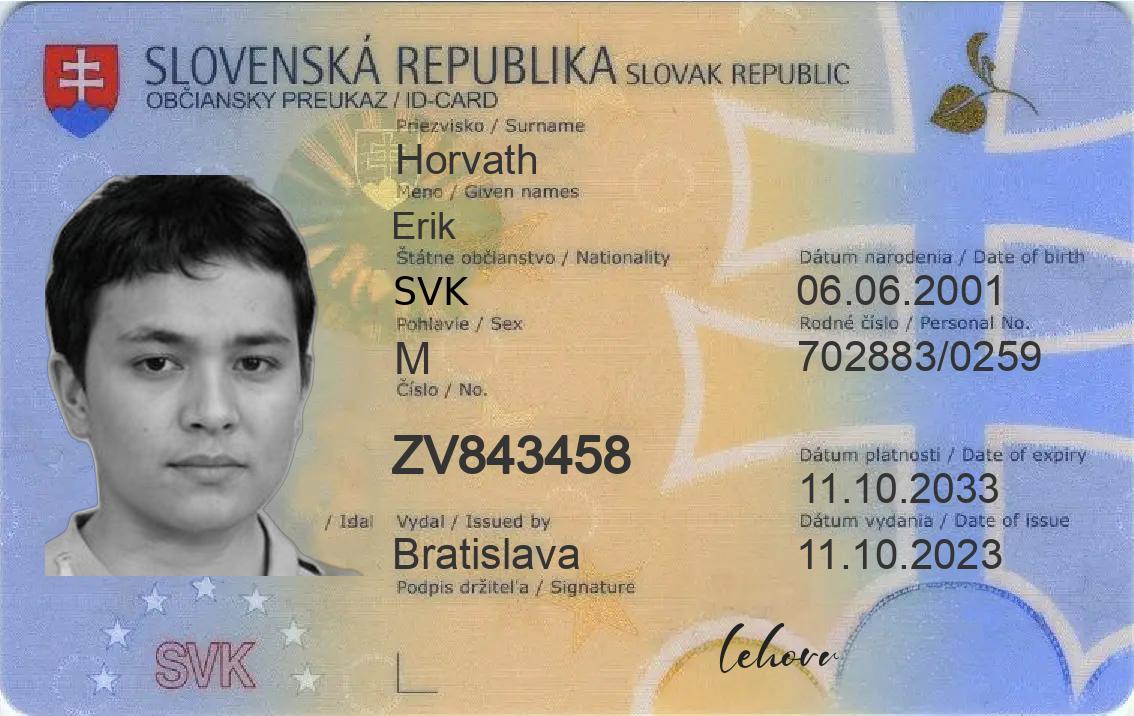 SLOVENSKÁ REPUBLIKA SLOVAK REPUBLIC
OBČIANSKY PREUKAZ / ID-CARD
Priezvisko / Surname
Horvath
Meno / Given names
Erik
Štátne občianstvo / Nationality
SVK
Dátum narodenia / Date of birth
06.06.2001
Pohlavie / Sex
M
Rodné číslo / Personal No.
702883/0259
Číslo / No.
ZV843458
Dátum platnosti / Date of expiry
11.10.2033
/ Idal
Vydal / Issued by
Bratislava
Dátum vydania / Date of issue
11.10.2023
Podpis držiteľa / Signature
SVK